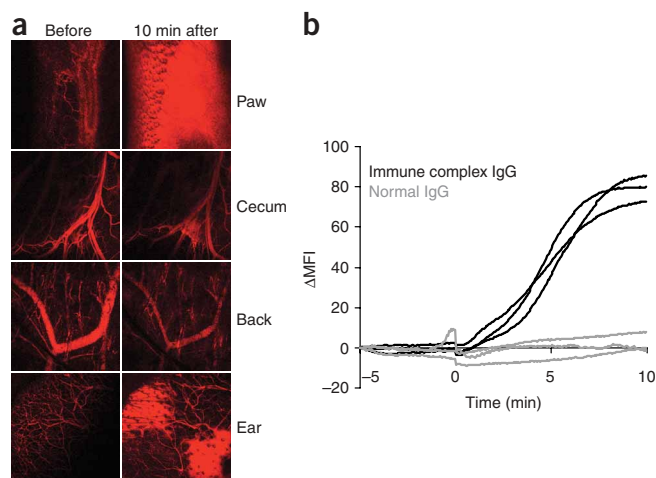 a
Before
10 min after
Paw
Cecum
Back
Ear
b
100
80
60
40
20
0
–20
ΔMFI
Immune complex IgG
Normal IgG
–5
0
5
10
Time (min)